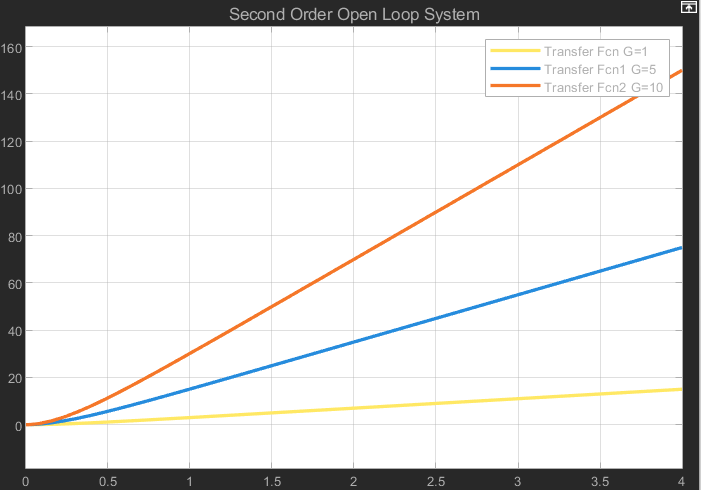 Second Order Open Loop System
Transfer Fcn G=1
Transfer Fcn1 G=5
Transfer Fcn2 G=10
160
140
120
100
80
60
40
20
0
0 0.5 1 1.5 2 2.5 3 3.5 4